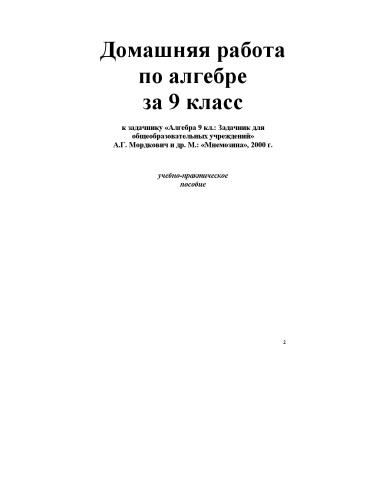 Домашняя работа
по алгебре
за 9 класс
к задачнику «Алгебра 9 кл.: Задачник для
общеобразовательных учреждений»
А.Г. Мордкович и др. М.: «Мнемозина», 2000 г.
учебно-практическое
пособие
2